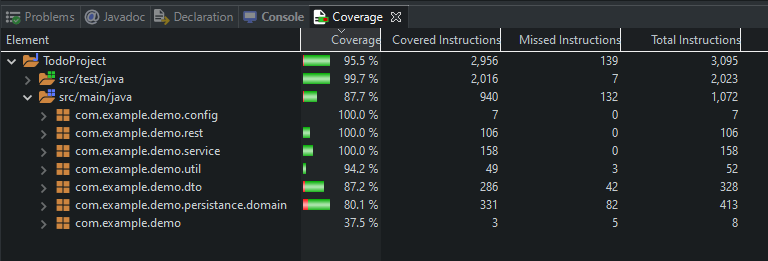 Problems @ Javadoc Declaration Console Coverage
Element Coverage Covered Instructions Missed Instructions Total Instructions
TodoProject 95.5 % 2,956 139 3,095
src/test/java 99.7 % 2,016 7 2,023
src/main/java 87.7 % 940 132 1,072
com.example.demo.config 100.0 % 7 0 7
com.example.demo.rest 100.0 % 106 0 106
com.example.demo.service 100.0 % 158 0 158
com.example.demo.util 94.2 % 49 3 52
com.example.demo.dto 87.2 % 286 42 328
com.example.demo.persistance.domain 80.1 % 331 82 413
com.example.demo 37.5 % 3 5 8